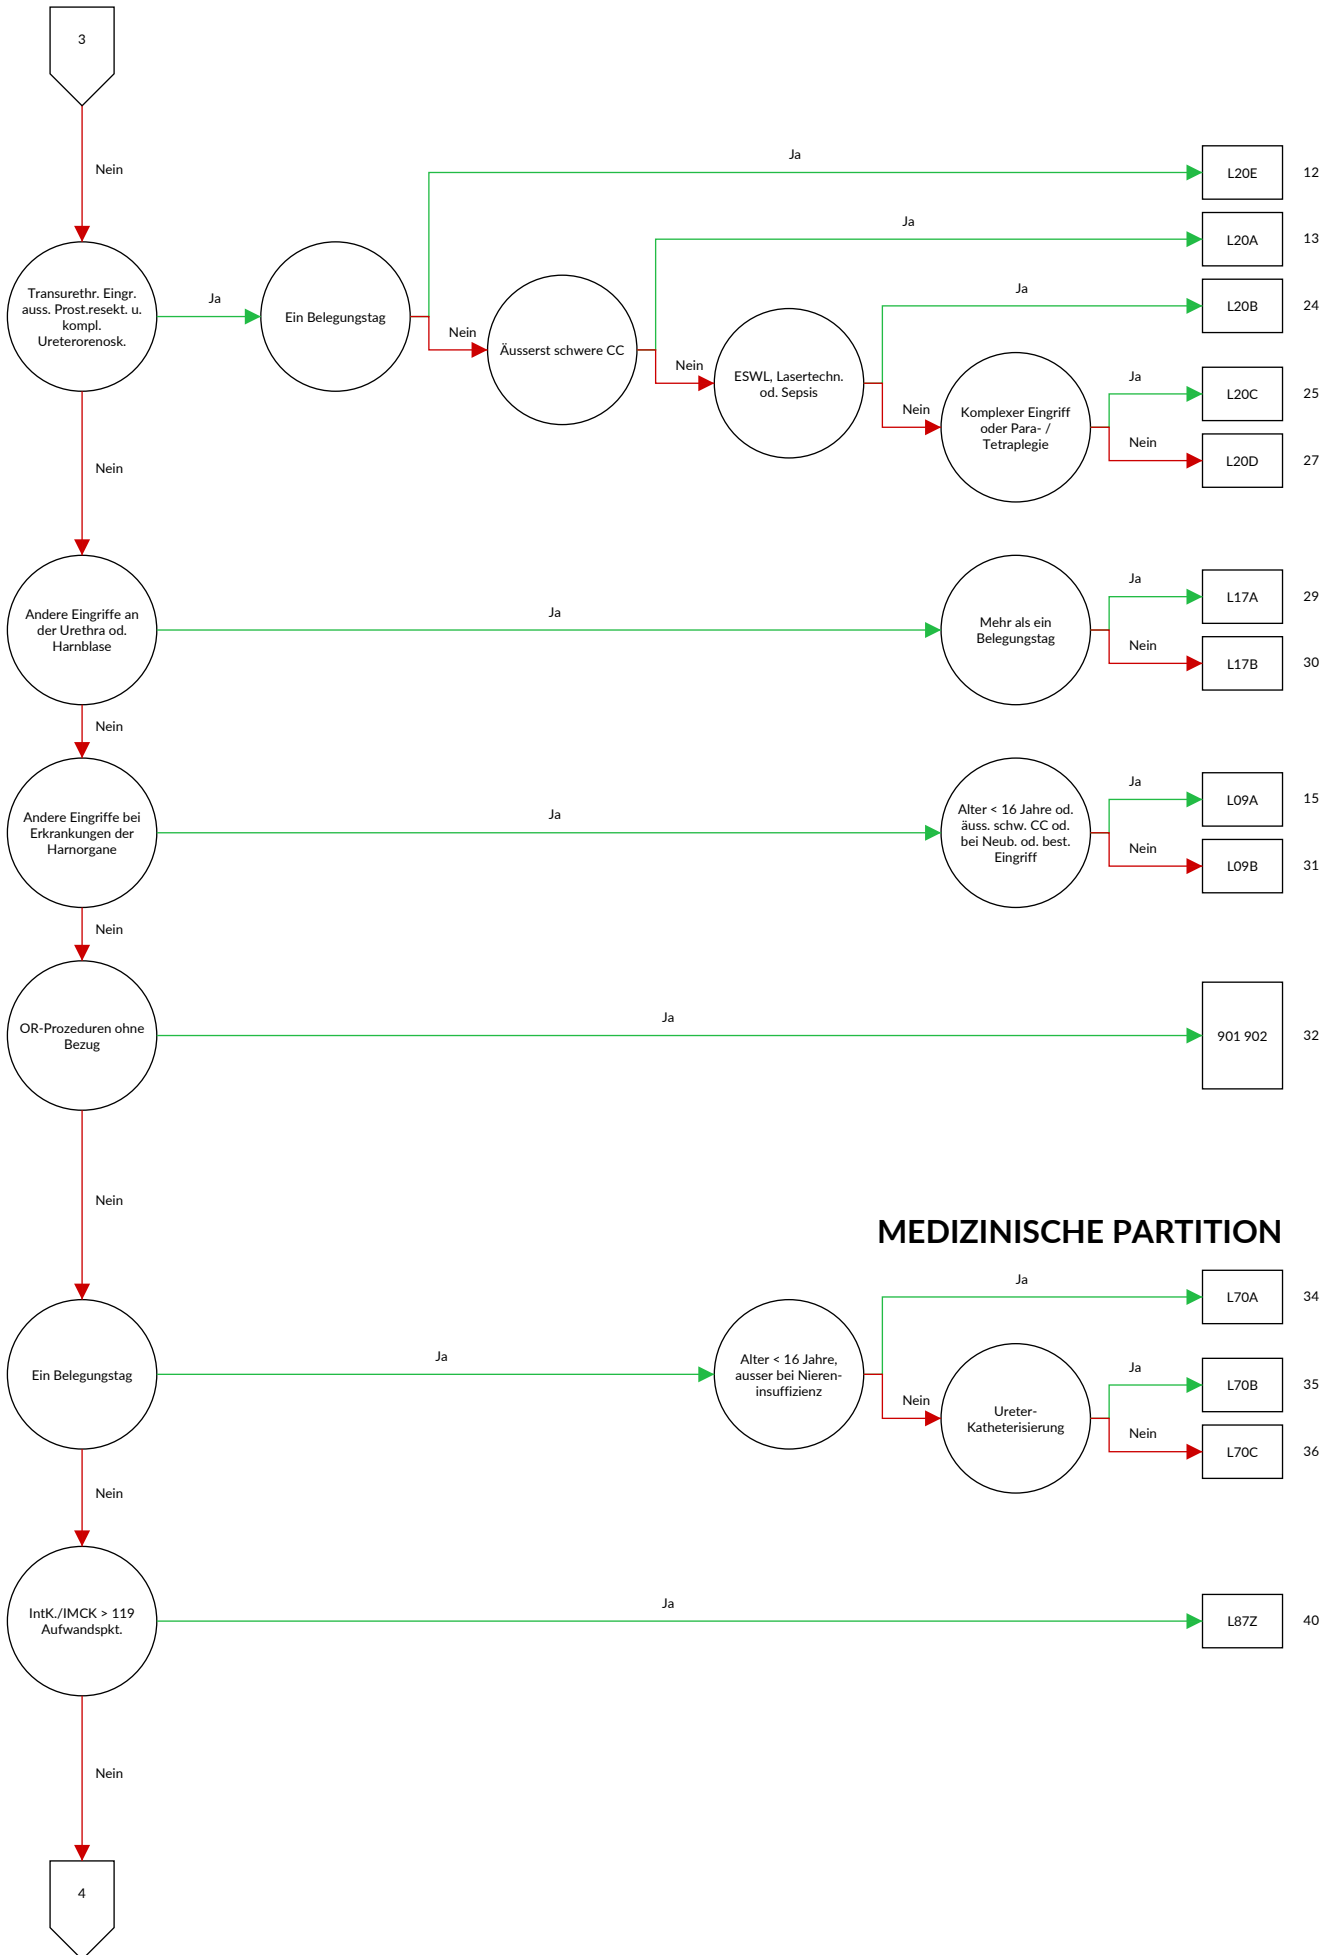 3
Nein
Ja
L20E
12
Ja
L20A
13
Transurethr. Eingr.
auss. Prost.resekt. u.
kompl.
Ureterorenosk.
Ja
Ein Belegungstag
Nein
Äusserst schwere CC
Nein
ESWL, Lasertechn.
od. Sepsis
Ja
L20B
24
Nein
Komplexer Eingriff
oder Para- /
Tetraplegie
Ja
L20C
25
Nein
L20D
27
Nein
Andere Eingriffe an
der Urethra od.
Harnblase
Ja
Mehr als ein
Belegungstag
Ja
L17A
29
Nein
L17B
30
Nein
Andere Eingriffe bei
Erkrankungen der
Harnorgane
Ja
Alter < 16 Jahre od.
äuss. schw. CC od.
bei Neub. od. best.
Eingriff
Ja
L09A
15
Nein
L09B
31
Nein
OR-Prozeduren ohne
Bezug
Ja
901 902
32
Nein
MEDIZINISCHE PARTITION
Ein Belegungstag
Ja
Alter < 16 Jahre,
ausser bei Nieren-
insuffizienz
Ja
L70A
34
Nein
Ureter-
Katheterisierung
Ja
L70B
35
Nein
L70C
36
Nein
IntK./IMCK > 119
Aufwandspkt.
Ja
L87Z
40
Nein
4